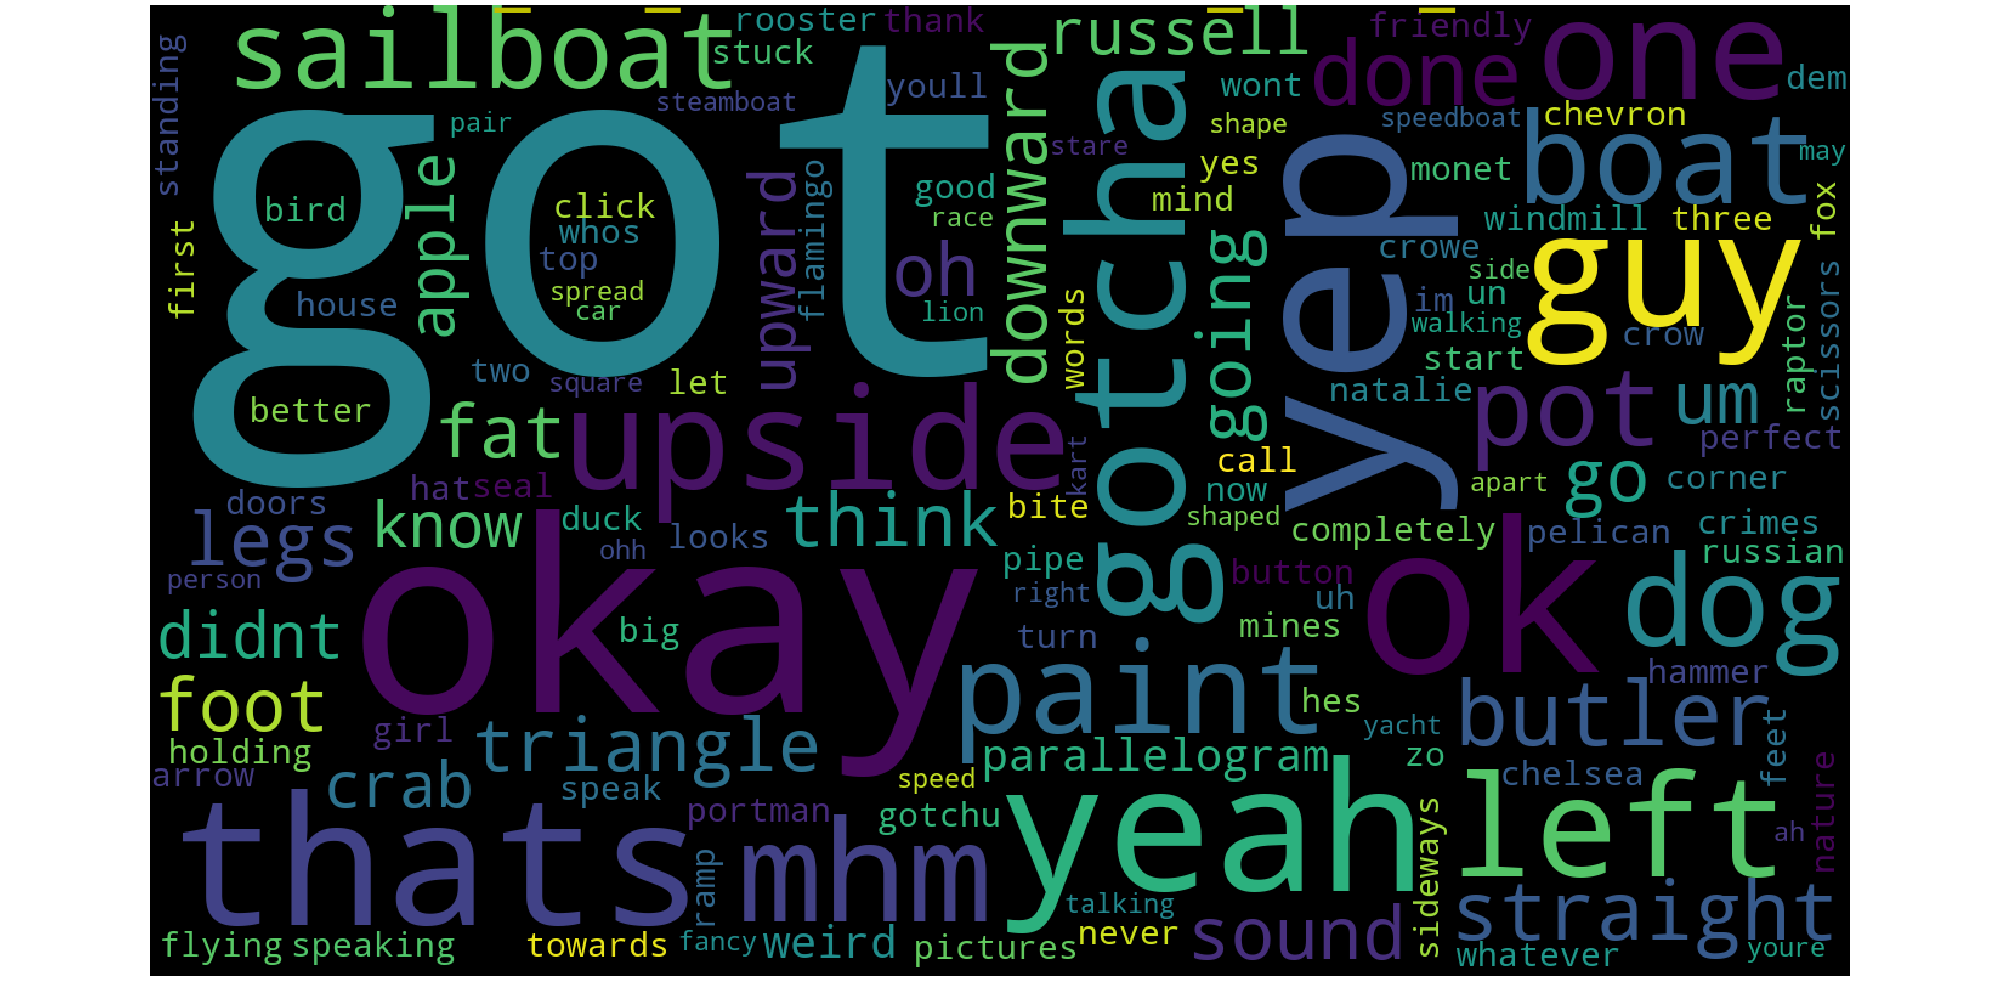 sailboat
rooster
thank
stuck
russell
friendly
done
one
dem
standing
steamboat
youll
downward
wont
speedboat
chevron
boat
got
pair
shape
stare
yes
monet
may
apple
upward
flamingo
good
gotcha
mind
yep
windmill
three
fox
bird
click
whos
race
oh
going
crowe
guy
first
top
spread
car
house
lion
words
side
un
im
walking
crow
raptor
scissors
start
two
square
let
natalie
pot
um
better
fat
upside
kart
call
perfect
hat
seal
doors
bite
now
apart
go
corner
legs
know
duck
ohh
looks
think
shaped
completely
pelican
crimes
russian
person
okay
pipe
right
button
uh
ok
dog
didnt
big
turn
mines
hammer
foot
girl
paint
hes
butler
holding
triangle
yacht
feet
arrow
crab
speak
speed
parallelogram
zo
chelsea
nature
portman
gotchu
yeah
left
ah
thats
ramp
mhm
sideways
talking
straight
flying
speaking
towards
fancy
weird
pictures
never
sound
whatever
youre